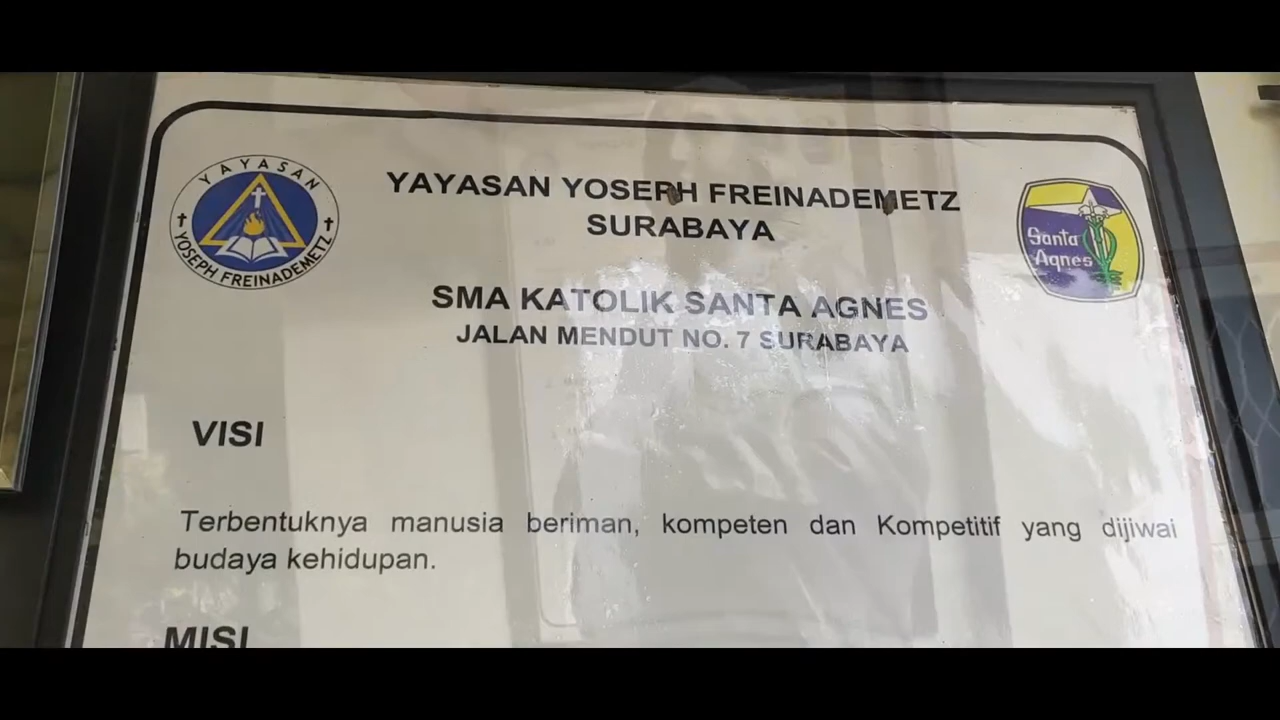 YAYASAN YOSEPH FREINADEMETZ
SURABAYA
YAYASAN
YOSEPH FREINADEMETZ
Santa
Agnes
SMA KATOLIK SANTA AGNES
JALAN MENDUT NO. 7 SURABAYA
VISI
Terbentuknya manusia beriman, kompeten dan Kompetitif yang dijiwai
budaya kehidupan.
MISI